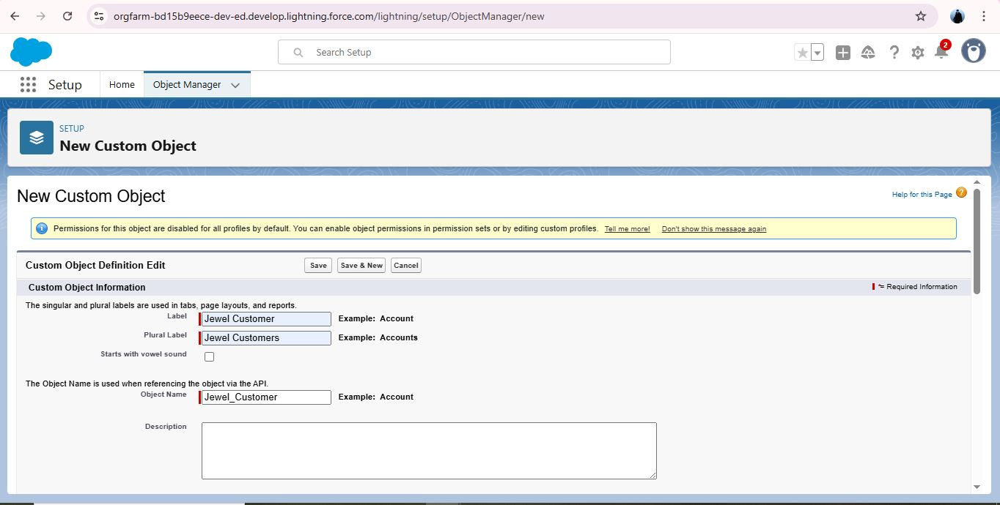 orgfarm-bd15b9eece-dev-ed.develop.lightning.force.com/lightning/setup/ObjectManager/new
Search Setup
2
Setup Home Object Manager
SETUP
New Custom Object
New Custom Object
Help for this Page ?
Permissions for this object are disabled for all profiles by default. You can enable object permissions in permission sets or by editing custom profiles. Tell me more! Don't show this message again
Custom Object Definition Edit Save Save & New Cancel
Custom Object Information = Required Information
The singular and plural labels are used in tabs, page layouts, and reports.
Label Jewel Customer Example: Account
Plural Label Jewel Customers Example: Accounts
Starts with vowel sound
The Object Name is used when referencing the object via the API.
Object Name Jewel_Customer Example: Account
Description